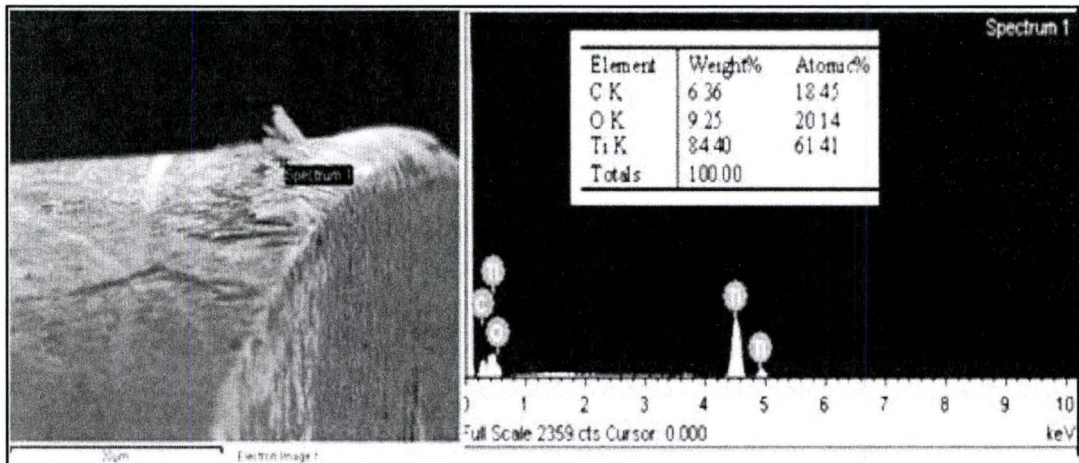 Spectrum 1
20µm
Electron Image 1
Spectrum 1
Element Weight% Atomic%
C K 6.36 18.45
O K 9.25 20.14
Ti K 84.40 61.41
Totals 100.00
Ti
C
O
Ti
Ti
0 1 2 3 4 5 6 7 8 9 10
Full Scale 2359 cts Cursor: 0.000 keV